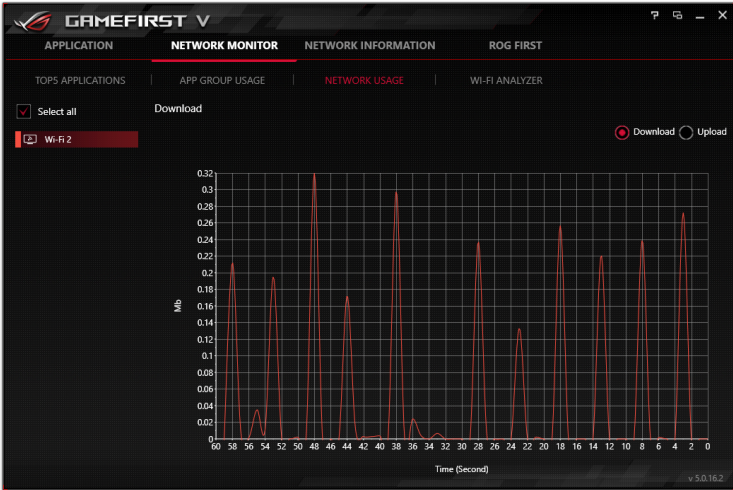 GAMEFIRST V
APPLICATION NETWORK MONITOR NETWORK INFORMATION ROG FIRST
TOP5 APPLICATIONS APP GROUP USAGE NETWORK USAGE WI-FI ANALYZER
Select all
Download
Wi-Fi 2
Download Upload
0.32
0.3
0.28
0.26
0.24
0.22
0.2
0.18
0.16
0.14
0.12
0.1
0.08
0.06
0.04
0.02
0
Mb
60 58 56 54 52 50 48 46 44 42 40 38 36 34 32 30 28 26 24 22 20 18 16 14 12 10 8 6 4 2 0
Time (Second)
v 5.0.16.2